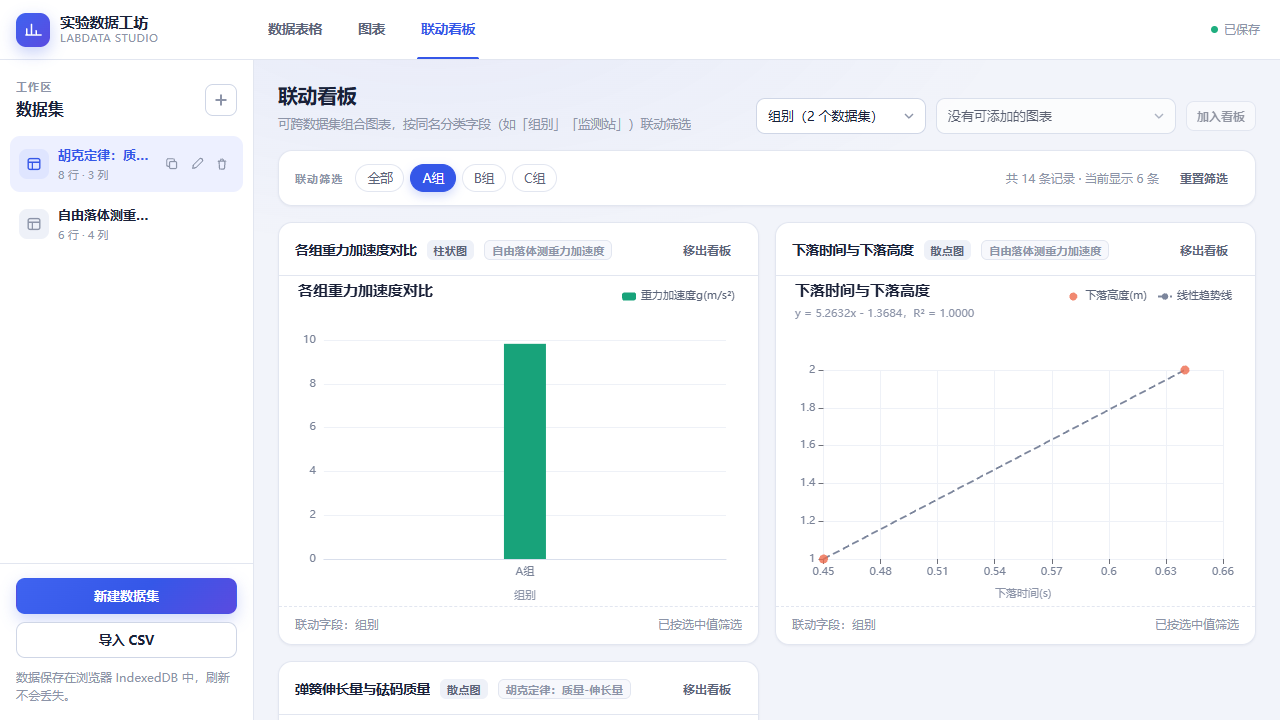 实验数据工坊
LABDATA STUDIO
数据表格
图表
联动看板
已保存
工作区
数据集
胡克定律：质...
8 行 · 3 列
自由落体测重...
6 行 · 4 列
新建数据集
导入 CSV
数据保存在浏览器 IndexedDB 中，刷新
不会丢失。
联动看板
可跨数据集组合图表，按同名分类字段（如「组别」「监测站」）联动筛选
组别（2 个数据集）
没有可添加的图表
加入看板
联动筛选
全部
A组
B组
C组
共 14 条记录 · 当前显示 6 条
重置筛选
各组重力加速度对比
柱状图
自由落体测重力加速度
移出看板
各组重力加速度对比
重力加速度g(m/s²)
10
8
6
4
2
0
A组
组别
联动字段：组别
已按选中值筛选
下落时间与下落高度
散点图
自由落体测重力加速度
移出看板
下落时间与下落高度
y = 5.2632x - 1.3684，R² = 1.0000
下落高度(m)
线性趋势线
2
1.8
1.6
1.4
1.2
1
0.45
0.48
0.51
0.54
0.57
0.6
0.63
0.66
下落时间(s)
联动字段：组别
已按选中值筛选
弹簧伸长量与砝码质量
散点图
胡克定律：质量-伸长量
移出看板